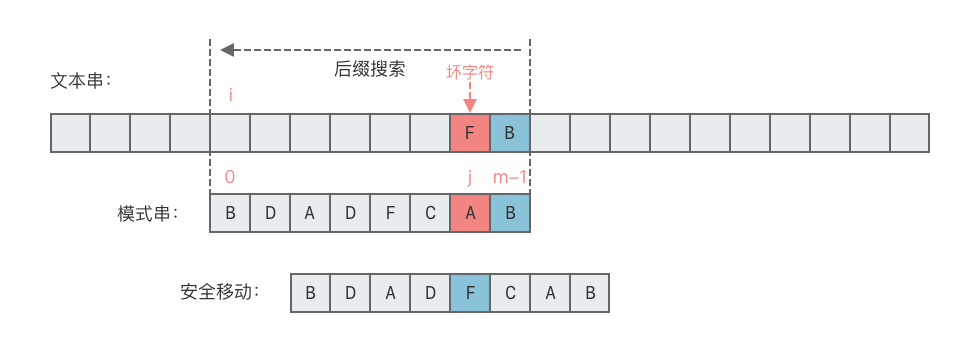 后缀搜索
坏字符
文本串:
i
F B
0 j m-1
模式串: B D A D F C A B
安全移动: B D A D F C A B